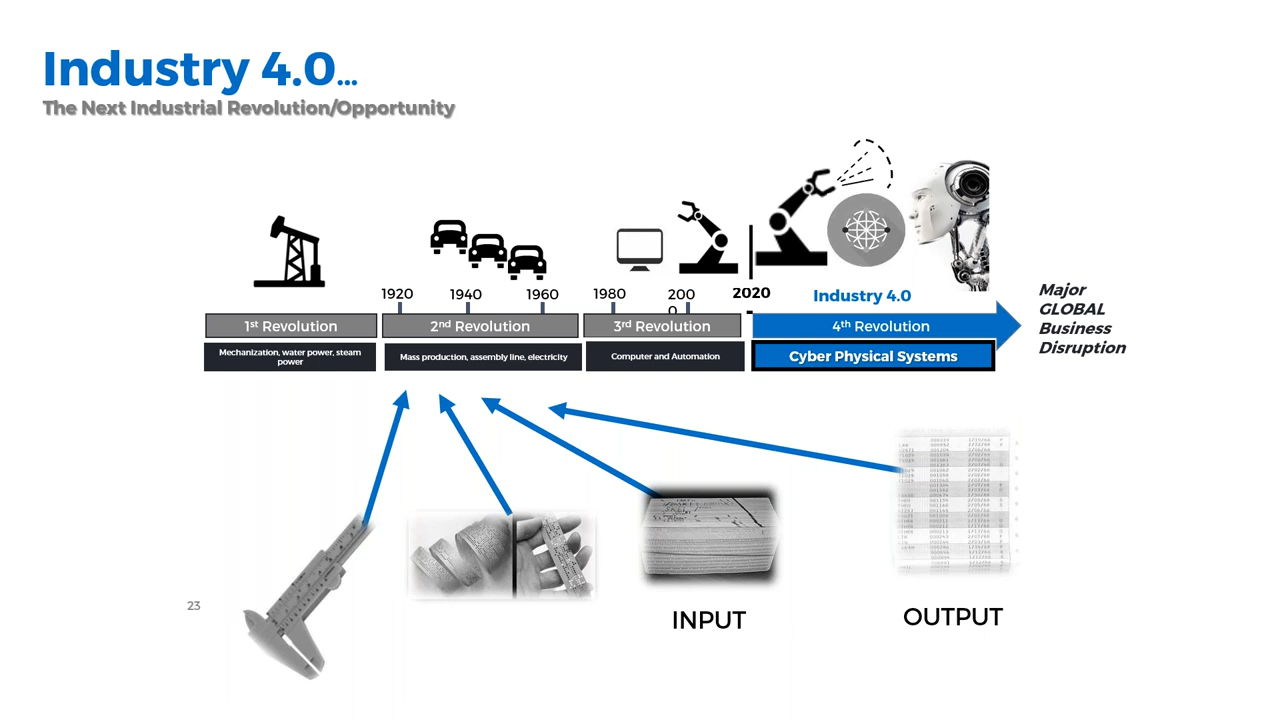 Industry 4.0...
The Next Industrial Revolution/Opportunity
1920
1940
1960
1980
200
0
2020
Industry 4.0
1st Revolution
2nd Revolution
3rd Revolution
4th Revolution
Mechanization, water power, steam
power
Mass production, assembly line, electricity
Computer and Automation
Cyber Physical Systems
Major
GLOBAL
Business
Disruption
INPUT
OUTPUT
23